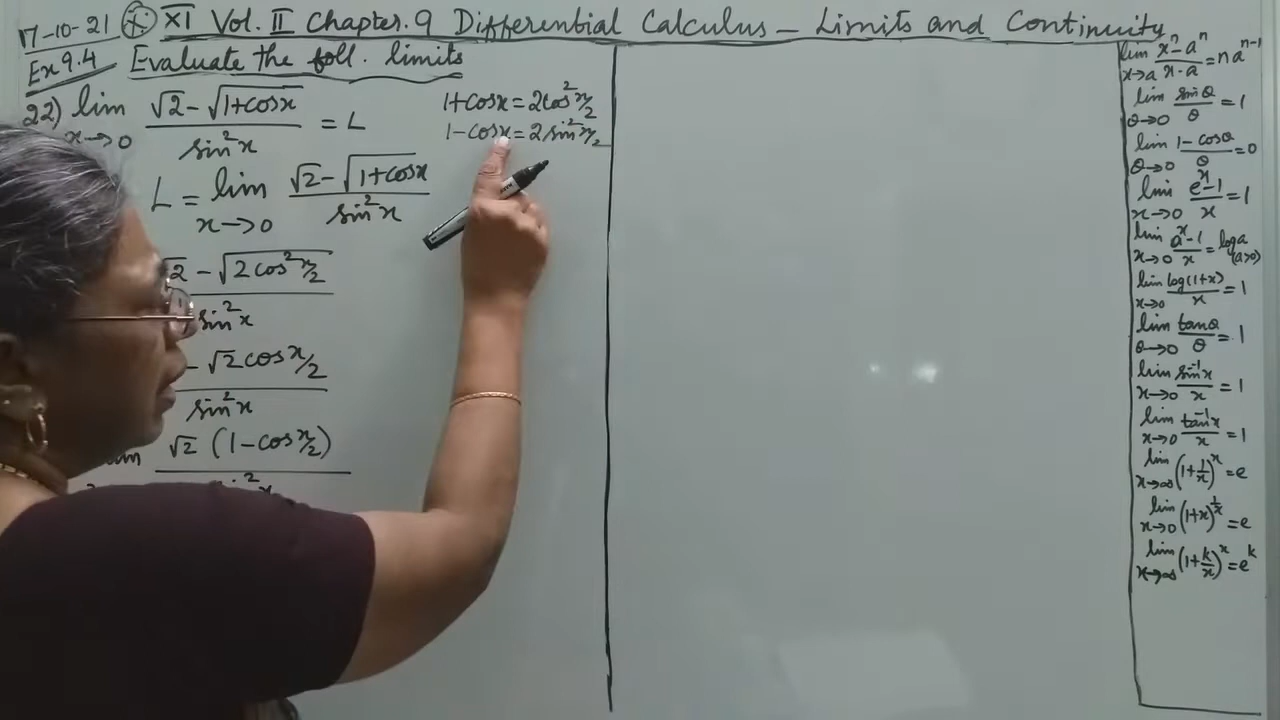 17-10-21 XI Vol. II Chapter. 9 Differential Calculus – Limits and Continuity
Ex 9.4 Evaluate the foll. limits
22) lim x→0 (√2 - √(1+cosx))/(sin²x) = L
1+cosx = 2cos²x/2
1-cosx = 2sin²x/2
L = lim x→0 (√2 - √(1+cosx))/(sin²x)
√2 - √(2cos²x/2)
sin²x
- √2 cosx/2
sin²x
√2 (1-cosx/2)
lim x→a (xⁿ-aⁿ)/(x-a) = n aⁿ⁻¹
lim θ→0 sinθ/θ = 1
lim θ→0 (1-cosθ)/θ = 0
lim x→0 (eˣ-1)/x = 1
lim x→0 (aˣ-1)/x = log a (a>0)
lim x→0 log(1+x)/x = 1
lim θ→0 tanθ/θ = 1
lim x→0 sin⁻¹x/x = 1
lim x→0 tan⁻¹x/x = 1
lim x→∞ (1+1/x)ˣ = e
lim x→0 (1+x)^(1/x) = e
lim x→∞ (1+k/x)ˣ = eᵏ